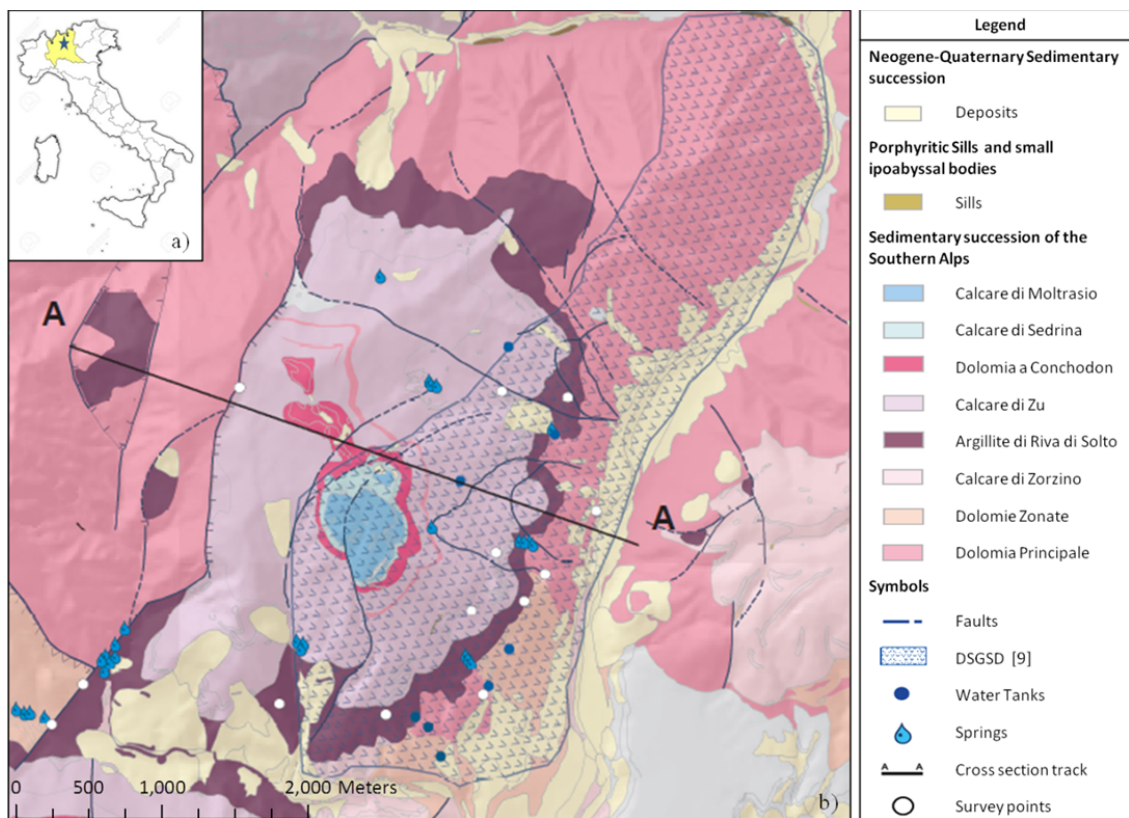 a)
A
A
0 500 1,000 2,000 Meters
b)
Legend
Neogene-Quaternary Sedimentary
succession
Deposits
Porphyritic Sills and small
ipoabyssal bodies
Sills
Sedimentary succession of the
Southern Alps
Calcare di Moltrasio
Calcare di Sedrina
Dolomia a Conchodon
Calcare di Zu
Argillite di Riva di Solto
Calcare di Zorzino
Dolomie Zonate
Dolomia Principale
Symbols
Faults
DSGSD [9]
Water Tanks
Springs
A A
Cross section track
Survey points